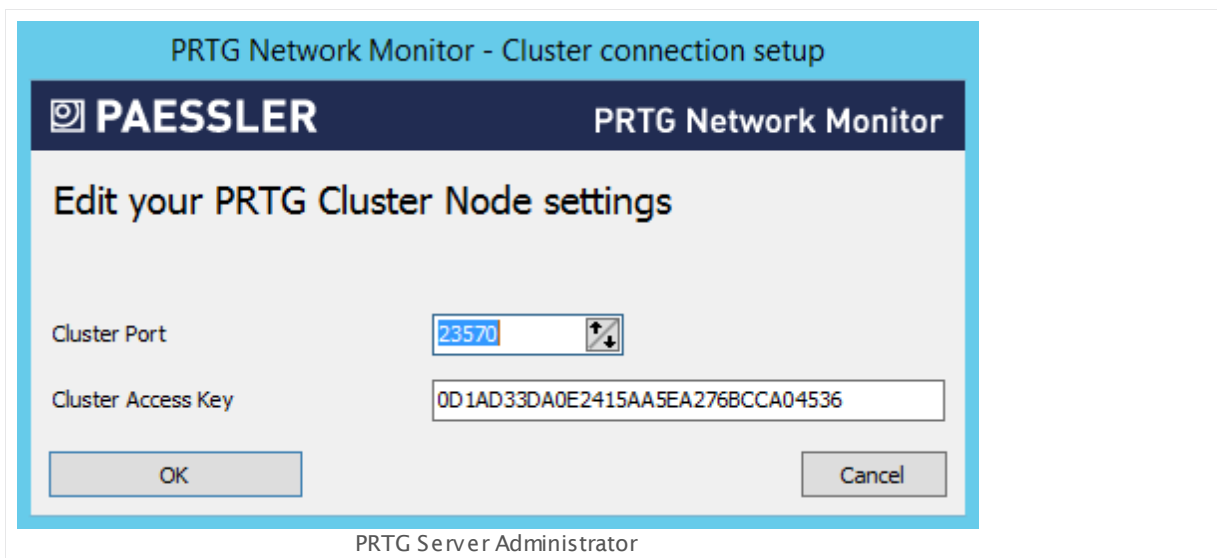 PRTG Network Monitor - Cluster connection setup
PAESSLER PRTG Network Monitor
Edit your PRTG Cluster Node settings
Cluster Port 23570
Cluster Access Key 0D1AD33DA0E2415AA5EA276BCCA04536
OK Cancel
PRTG Server Administrator